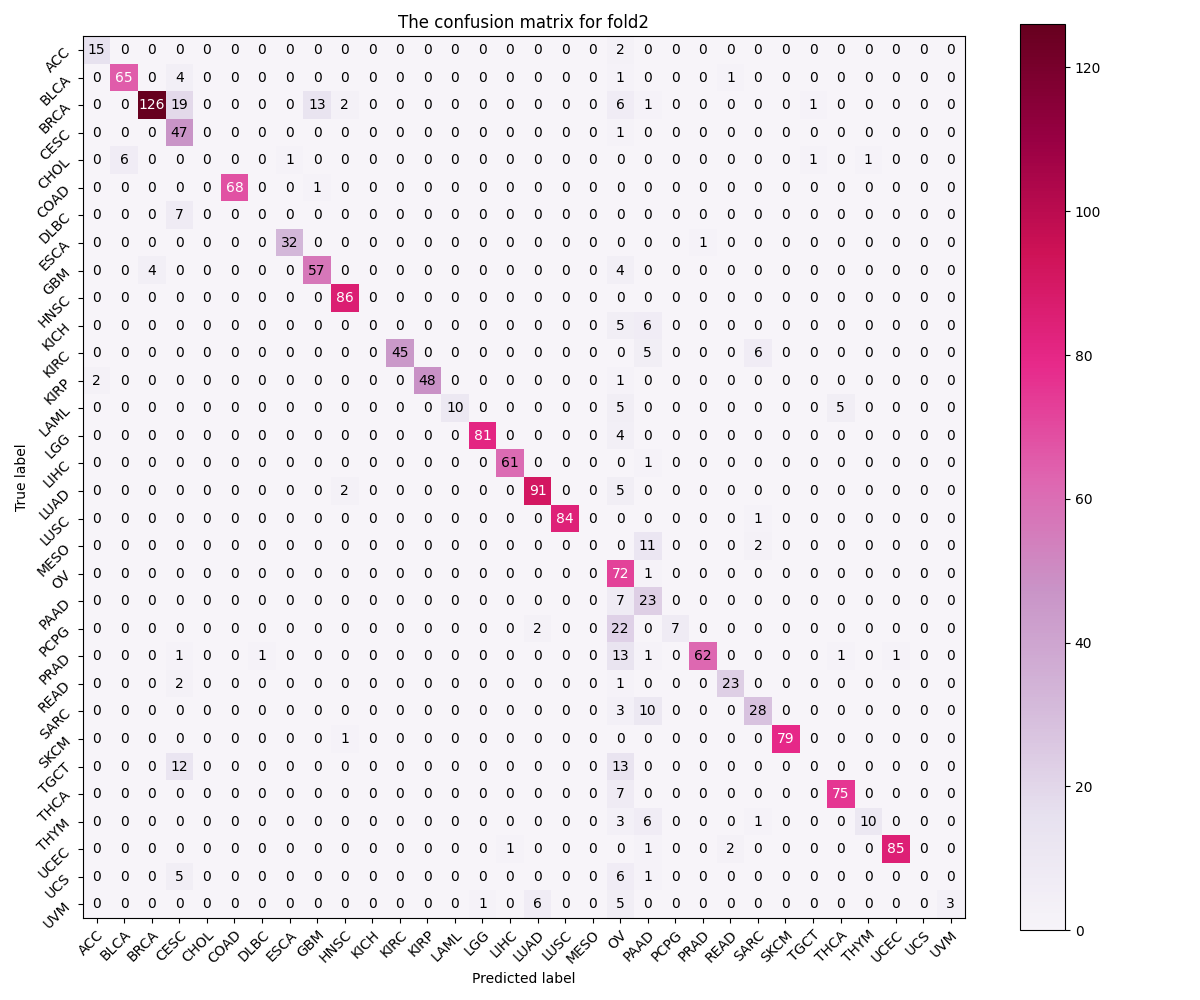 The confusion matrix for fold2
True label
ACC 15 0 0 0 0 0 0 0 0 0 0 0 0 0 0 0 0 0 0 2 0 0 0 0 0 0 0 0 0 0 0 0
BLCA 0 65 0 4 0 0 0 0 0 0 0 0 0 0 0 0 0 0 0 1 0 0 0 1 0 0 0 0 0 0 0 0
BRCA 0 0 126 19 0 0 0 0 13 2 0 0 0 0 0 0 0 0 0 6 1 0 0 0 0 0 1 0 0 0 0 0
CESC 0 0 0 47 0 0 0 0 0 0 0 0 0 0 0 0 0 0 0 1 0 0 0 0 0 0 0 0 0 0 0 0
CHOL 0 6 0 0 0 0 0 1 0 0 0 0 0 0 0 0 0 0 0 0 0 0 0 0 0 0 1 0 1 0 0 0
COAD 0 0 0 0 0 68 0 0 1 0 0 0 0 0 0 0 0 0 0 0 0 0 0 0 0 0 0 0 0 0 0 0
DLBC 0 0 0 7 0 0 0 0 0 0 0 0 0 0 0 0 0 0 0 0 0 0 0 0 0 0 0 0 0 0 0 0
ESCA 0 0 0 0 0 0 0 32 0 0 0 0 0 0 0 0 0 0 0 0 0 0 1 0 0 0 0 0 0 0 0 0
GBM 0 0 4 0 0 0 0 0 57 0 0 0 0 0 0 0 0 0 0 4 0 0 0 0 0 0 0 0 0 0 0 0
HNSC 0 0 0 0 0 0 0 0 0 86 0 0 0 0 0 0 0 0 0 0 0 0 0 0 0 0 0 0 0 0 0 0
KICH 0 0 0 0 0 0 0 0 0 0 0 0 0 0 0 0 0 0 0 5 6 0 0 0 0 0 0 0 0 0 0 0
KIRC 0 0 0 0 0 0 0 0 0 0 0 45 0 0 0 0 0 0 0 0 5 0 0 0 6 0 0 0 0 0 0 0
KIRP 2 0 0 0 0 0 0 0 0 0 0 0 48 0 0 0 0 0 0 1 0 0 0 0 0 0 0 0 0 0 0 0
LAML 0 0 0 0 0 0 0 0 0 0 0 0 0 10 0 0 0 0 0 5 0 0 0 0 0 0 0 5 0 0 0 0
LGG 0 0 0 0 0 0 0 0 0 0 0 0 0 0 81 0 0 0 0 4 0 0 0 0 0 0 0 0 0 0 0 0
LIHC 0 0 0 0 0 0 0 0 0 0 0 0 0 0 0 61 0 0 0 0 1 0 0 0 0 0 0 0 0 0 0 0
LUAD 0 0 0 0 0 0 0 0 0 2 0 0 0 0 0 0 91 0 0 5 0 0 0 0 0 0 0 0 0 0 0 0
LUSC 0 0 0 0 0 0 0 0 0 0 0 0 0 0 0 0 0 84 0 0 0 0 0 0 1 0 0 0 0 0 0 0
MESO 0 0 0 0 0 0 0 0 0 0 0 0 0 0 0 0 0 0 0 0 11 0 0 0 2 0 0 0 0 0 0 0
OV 0 0 0 0 0 0 0 0 0 0 0 0 0 0 0 0 0 0 0 72 1 0 0 0 0 0 0 0 0 0 0 0
PAAD 0 0 0 0 0 0 0 0 0 0 0 0 0 0 0 0 0 0 0 7 23 0 0 0 0 0 0 0 0 0 0 0
PCPG 0 0 0 0 0 0 0 0 0 0 0 0 0 0 0 0 2 0 0 22 0 7 0 0 0 0 0 0 0 0 0 0
PRAD 0 0 0 1 0 0 1 0 0 0 0 0 0 0 0 0 0 0 0 13 1 0 62 0 0 0 0 1 0 1 0 0
READ 0 0 0 2 0 0 0 0 0 0 0 0 0 0 0 0 0 0 0 1 0 0 0 23 0 0 0 0 0 0 0 0
SARC 0 0 0 0 0 0 0 0 0 0 0 0 0 0 0 0 0 0 0 3 10 0 0 0 28 0 0 0 0 0 0 0
SKCM 0 0 0 0 0 0 0 0 0 1 0 0 0 0 0 0 0 0 0 0 0 0 0 0 0 79 0 0 0 0 0 0
TGCT 0 0 0 12 0 0 0 0 0 0 0 0 0 0 0 0 0 0 0 13 0 0 0 0 0 0 0 0 0 0 0 0
THCA 0 0 0 0 0 0 0 0 0 0 0 0 0 0 0 0 0 0 0 7 0 0 0 0 0 0 0 75 0 0 0 0
THYM 0 0 0 0 0 0 0 0 0 0 0 0 0 0 0 0 0 0 0 3 6 0 0 0 1 0 0 0 10 0 0 0
UCEC 0 0 0 0 0 0 0 0 0 0 0 0 0 0 0 1 0 0 0 0 1 0 0 2 0 0 0 0 0 85 0 0
UCS 0 0 0 5 0 0 0 0 0 0 0 0 0 0 0 0 0 0 0 6 1 0 0 0 0 0 0 0 0 0 0 0
UVM 0 0 0 0 0 0 0 0 0 0 0 0 0 0 1 0 6 0 0 5 0 0 0 0 0 0 0 0 0 0 0 3
ACC BLCA BRCA CESC CHOL COAD DLBC ESCA GBM HNSC KICH KIRC KIRP LAML LGG LIHC LUAD LUSC MESO OV PAAD PCPG PRAD READ SARC SKCM TGCT THCA THYM UCEC UCS UVM
Predicted label
120
100
80
60
40
20
0